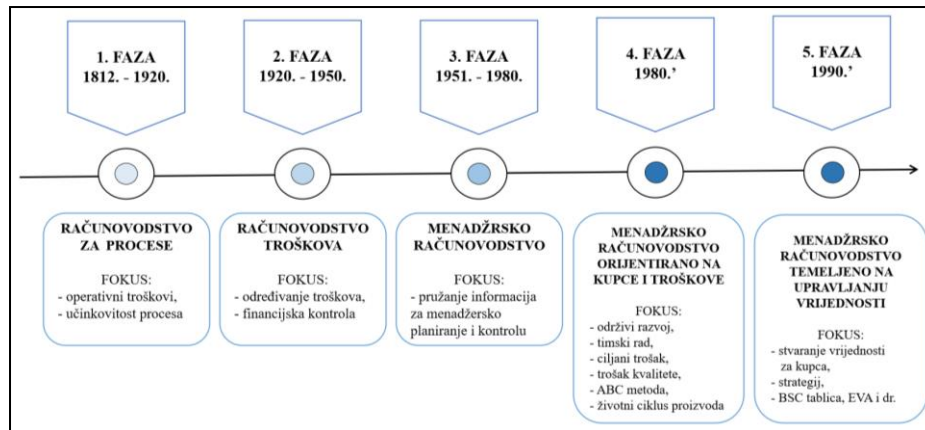 1. FAZA
1812. - 1920.
2. FAZA
1920. - 1950.
3. FAZA
1951. - 1980.
4. FAZA
1980.’
5. FAZA
1990.’
RAČUNOVODSTVO
ZA PROCESE
FOKUS:
- operativni troškovi,
- učinkovitost procesa
RAČUNOVODSTVO
TROŠKOVA
FOKUS:
- određivanje troškova,
- financijska kontrola
MENADŽRSKO
RAČUNOVODSTVO
FOKUS:
- pružanje informacija
za menadžersko
planiranje i kontrolu
MENADŽRSKO
RAČUNOVODSTVO
ORIJENTIRANO NA
KUPCE I TROŠKOVE
FOKUS:
- održivi razvoj,
- timski rad,
- ciljani trošak,
- trošak kvalitete,
- ABC metoda,
- životni ciklus proizvoda
MENADŽRSKO
RAČUNOVODSTVO
TEMELJENO NA
UPRAVLJANJU
VRIJEDNOSTI
FOKUS:
- stvaranje vrijednosti
za kupca,
- strategij,
- BSC tablica, EVA i dr.